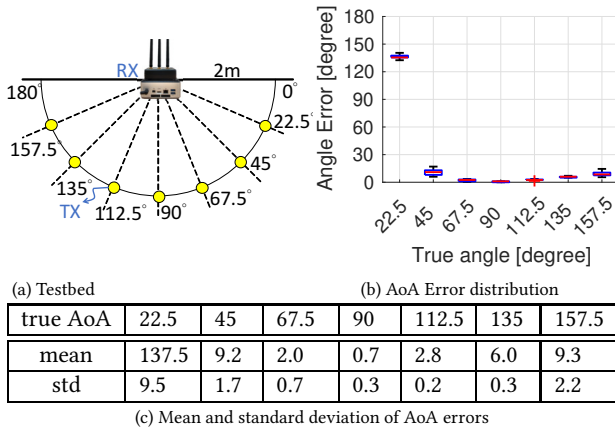 RX
2m
180°
0°
22.5°
157.5°
45°
135°
67.5°
TX
112.5°
90°
(a) Testbed
Angle Error [degree]
180
150
120
90
60
30
0
22.5
45
67.5
90
112.5
135
157.5
True angle [degree]
(b) AoA Error distribution
true AoA 22.5 45 67.5 90 112.5 135 157.5
mean 137.5 9.2 2.0 0.7 2.8 6.0 9.3
std 9.5 1.7 0.7 0.3 0.2 0.3 2.2
(c) Mean and standard deviation of AoA errors